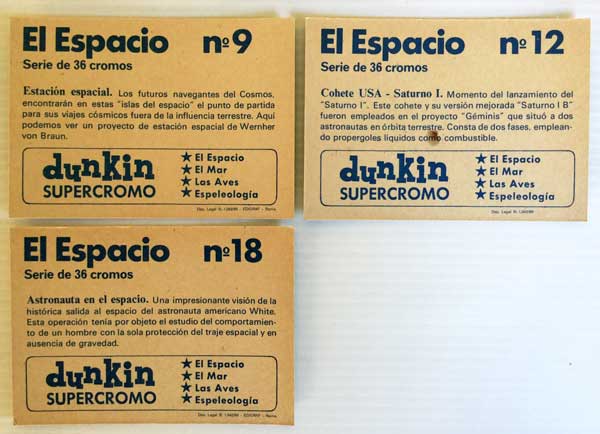 El Espacio nº9
Serie de 36 cromos
Estación espacial. Los futuros navegantes del Cosmos,
encontrarán en estas "islas del espacio" el punto de partida
para sus viajes cósmicos fuera de la influencia terrestre. Aquí
podemos ver un proyecto de estación espacial de Wernher
von Braun.
dunkin
SUPERCROMO
★ El Espacio
★ El Mar
★ Las Aves
★ Espeleología
El Espacio nº12
Serie de 36 cromos
Cohete USA - Saturno I. Momento del lanzamiento del
"Saturno I". Este cohete y su versión mejorada "Saturno I B"
fueron empleados en el proyecto "Géminis" que situó a dos
astronautas en órbita terrestre. Consta de dos fases, emplean-
do propergoles líquidos como combustible.
dunkin
SUPERCROMO
★ El Espacio
★ El Mar
★ Las Aves
★ Espeleología
El Espacio nº18
Serie de 36 cromos
Astronauta en el espacio. Una impresionante visión de la
histórica salida al espacio del astronauta americano White.
Esta operación tenía por objeto el estudio del comportamien-
to de un hombre con la sola protección del traje espacial y en
ausencia de gravedad.
dunkin
SUPERCROMO
★ El Espacio
★ El Mar
★ Las Aves
★ Espeleología